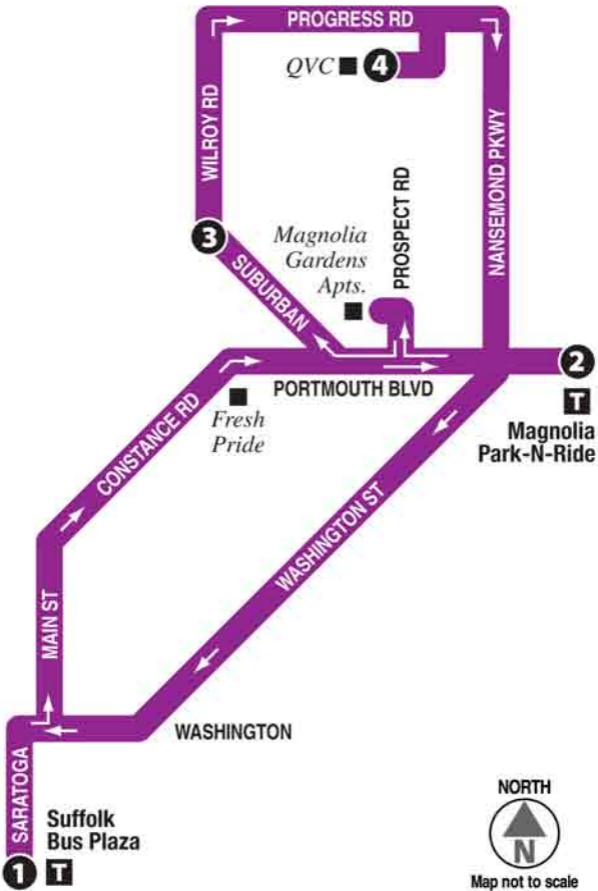 PROGRESS RD
QVC
4
WILROY RD
NANSEMOND PKWY
PROSPECT RD
3
Magnolia
Gardens
Apts.
SUBURBAN
2
PORTMOUTH BLVD
T
Magnolia
Park-N-Ride
Fresh
Pride
CONSTANCE RD
WASHINGTON ST
MAIN ST
WASHINGTON
SARATOGA
Suffolk
Bus Plaza
1
T
NORTH
N
Map not to scale